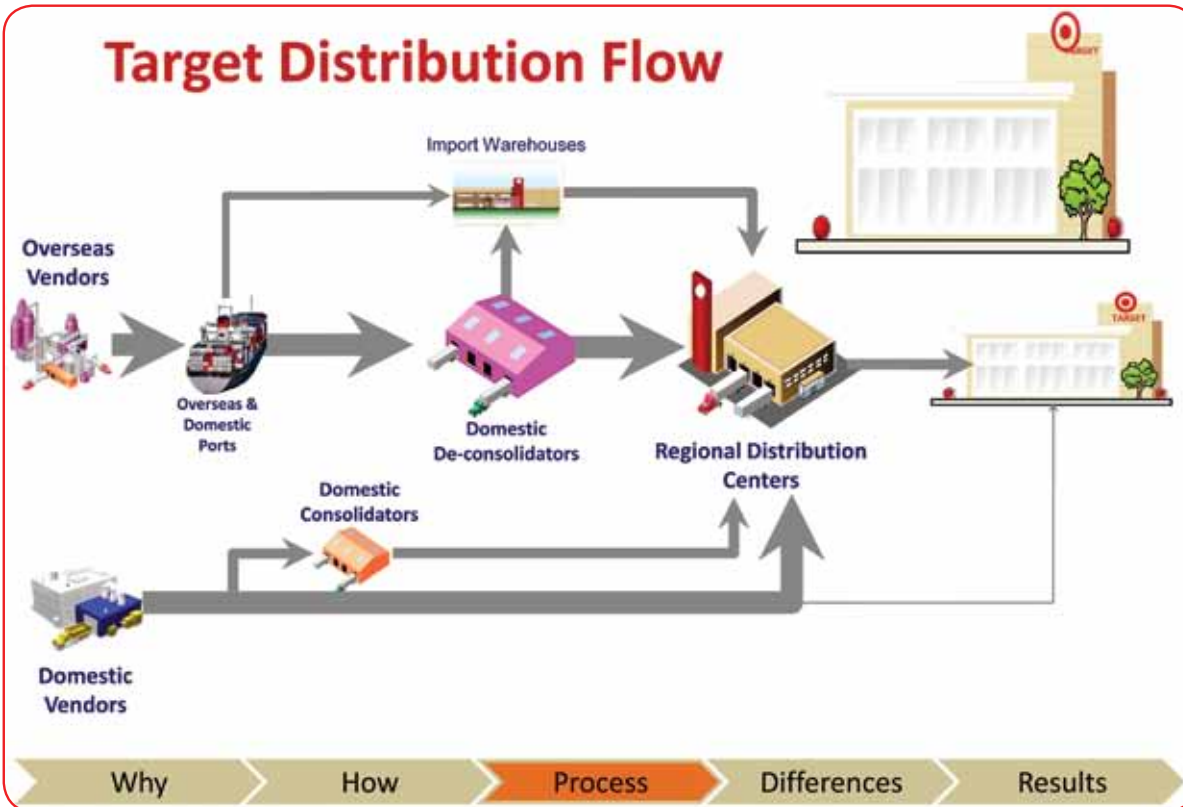 Target Distribution Flow
TARGET
Import Warehouses
Overseas
Vendors
TARGET
Overseas &
Domestic
Ports
Domestic
De-consolidators
Regional Distribution
Centers
Domestic
Consolidators
Domestic
Vendors
Why
How
Process
Differences
Results